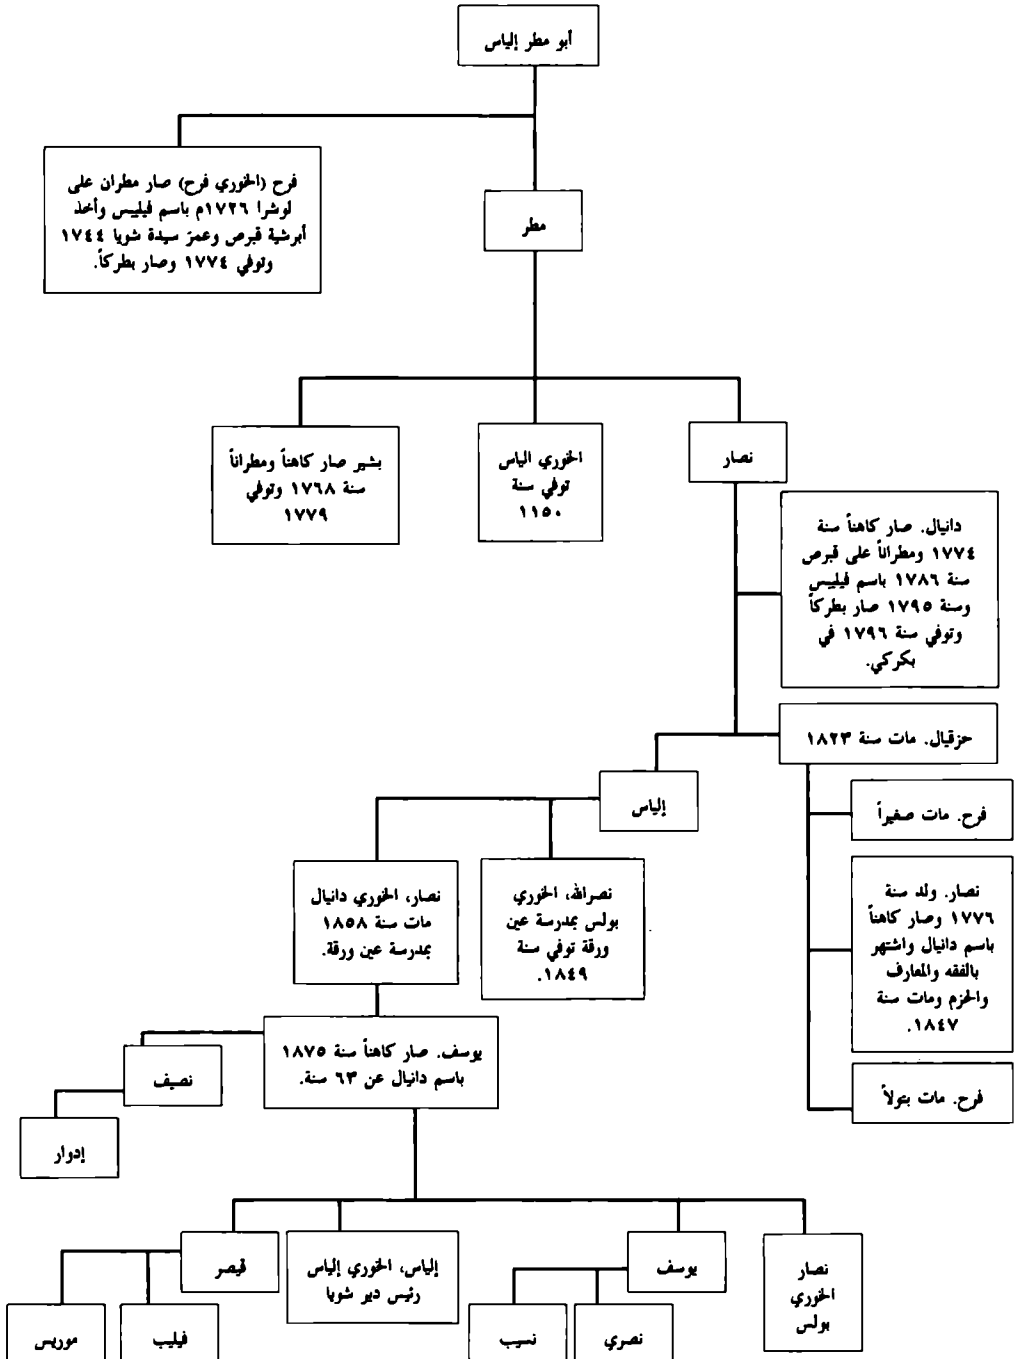 أبو مطر إلياس
فرح (الخوري فرح) صار مطران على
لوشرا ١٧٢٦م باسم فيليبس وأخذ
أبرشية قبرص وعمرّ سيدة شويا ١٧٤٤
وتوفي ١٧٧٤ وصار بطركاً.
مطر
نصار
الخوري الياس
توفي سنة
١١٥٠
بشير صار كاهناً ومطراناً
سنة ١٧٦٨ وتوفي
١٧٧٩
دانيال. صار كاهناً سنة
١٧٧٤ ومطراناً على قبرص
سنة ١٧٨٦ باسم فيليبس
وسنة ١٧٩٥ صار بطركاً
وتوفي سنة ١٧٩٦ في
بكركي.
حزقيال. مات سنة ١٨٢٣
إلياس
فرح. مات صغيراً
نصار. ولد سنة
١٧٧٦ وصار كاهناً
باسم دانيال واشتهر
بالفقه والمعارف
والحزم ومات سنة
١٨٤٧.
فرح. مات بتولاً
نصرالله، الخوري
بولس بمدرسة عين
ورقة توفي سنة
١٨٤٩.
نصار، الخوري دانيال
مات سنة ١٨٥٨
بمدرسة عين ورقة.
يوسف. صار كاهناً سنة ١٨٧٥
باسم دانيال عن ٦٣ سنة.
نصيف
إدوار
نصار
الخوري
بولس
يوسف
إلياس، الخوري إلياس
رئيس دير شويا
قيصر
نصري
نسيب
فيليب
موريس